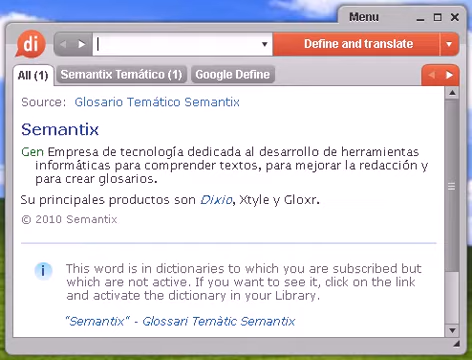 Menu
di
Define and translate
All (1)
Semantix Temático (1)
Google Define
Source: Glosario Temático Semantix
Semantix
Gen Empresa de tecnología dedicada al desarrollo de herramientas
informáticas para comprender textos, para mejorar la redacción y
para crear glosarios.
Su principales producto son Dixio, Xtyle y Gloxr.
© 2010 Semantix
i
This word is in dictionaries to which you are subscribed but
which are not active. If you want to see it, click on the link
and activate the dictionary in your Library.
"Semantix" - Glossari Temàtic Semantix